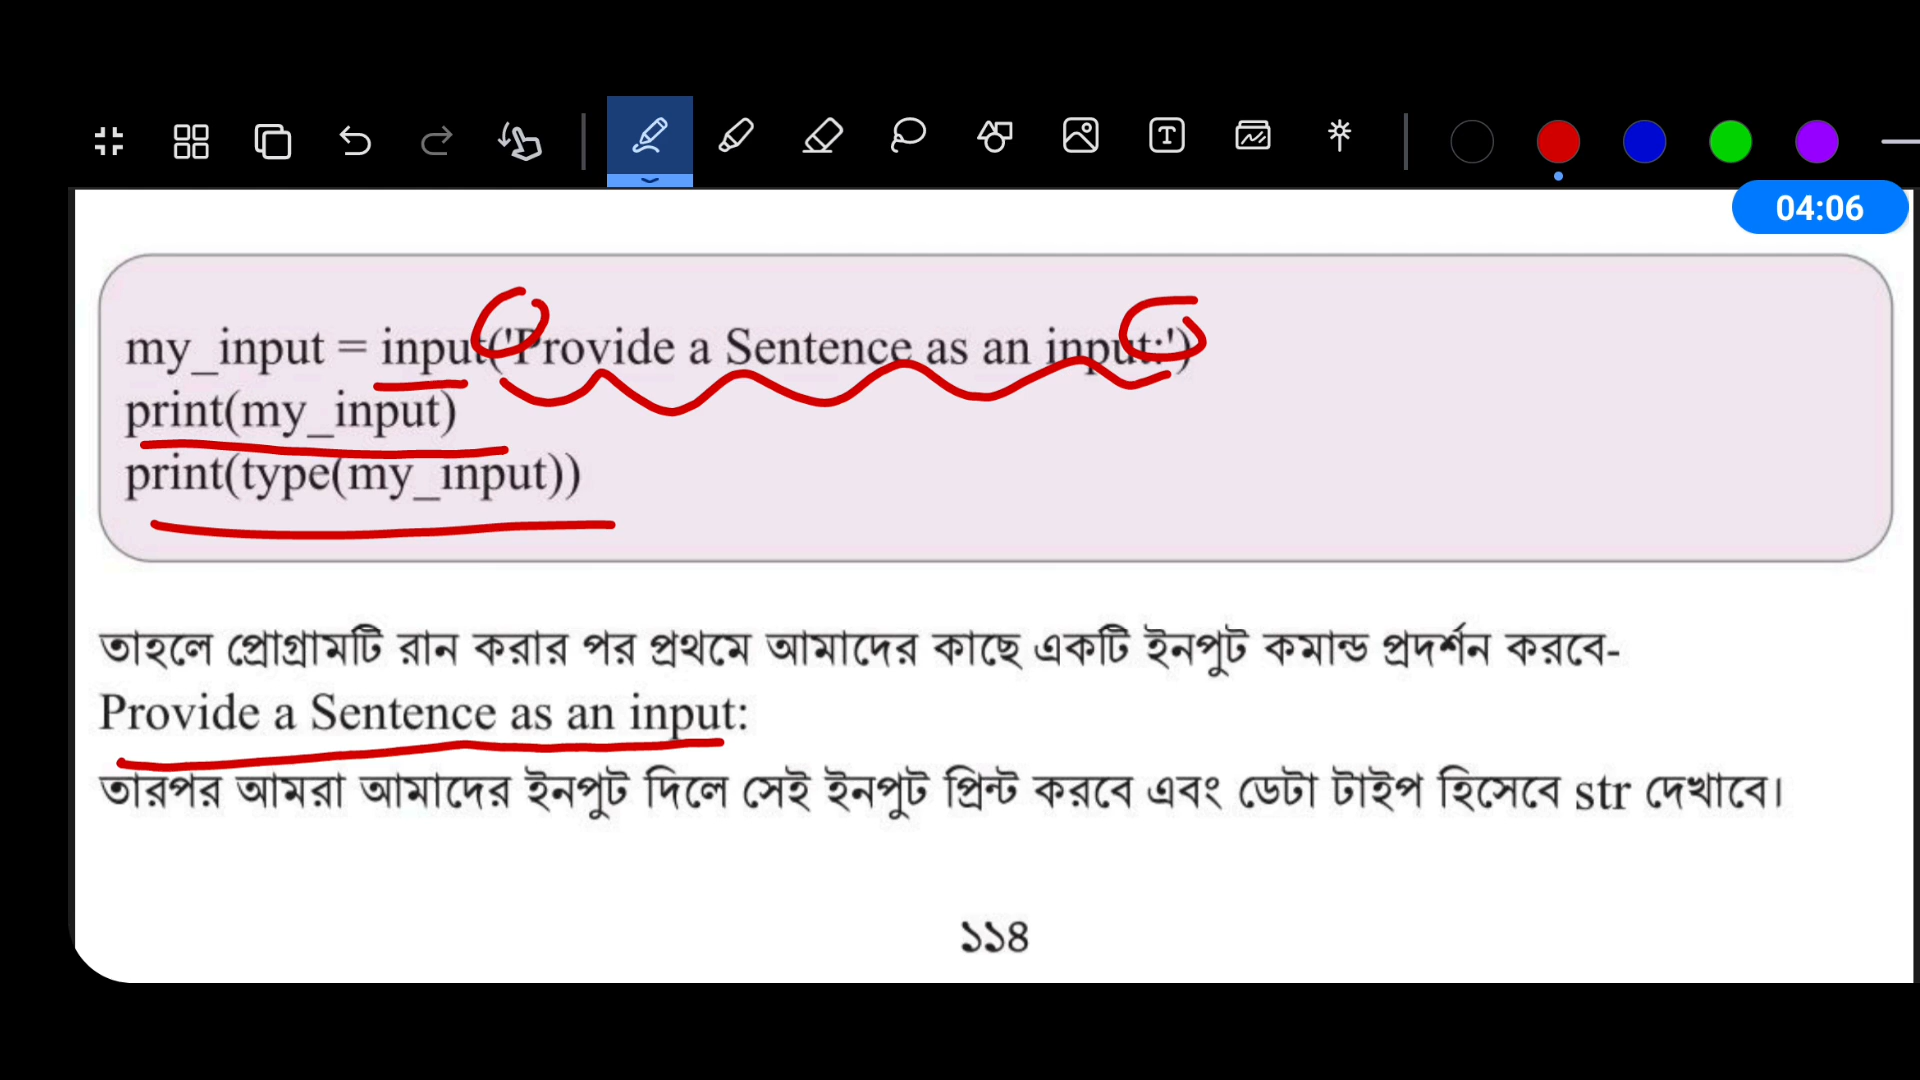 04:06
my_input = input('Provide a Sentence as an input:')
print(my_input)
print(type(my_input))
তাহলে প্রোগ্রামটি রান করার পর প্রথমে আমাদের কাছে একটি ইনপুট কমান্ড প্রদর্শন করবে-
Provide a Sentence as an input:
তারপর আমরা আমাদের ইনপুট দিলে সেই ইনপুট প্রিন্ট করবে এবং ডেটা টাইপ হিসেবে str দেখাবে।
১১৪